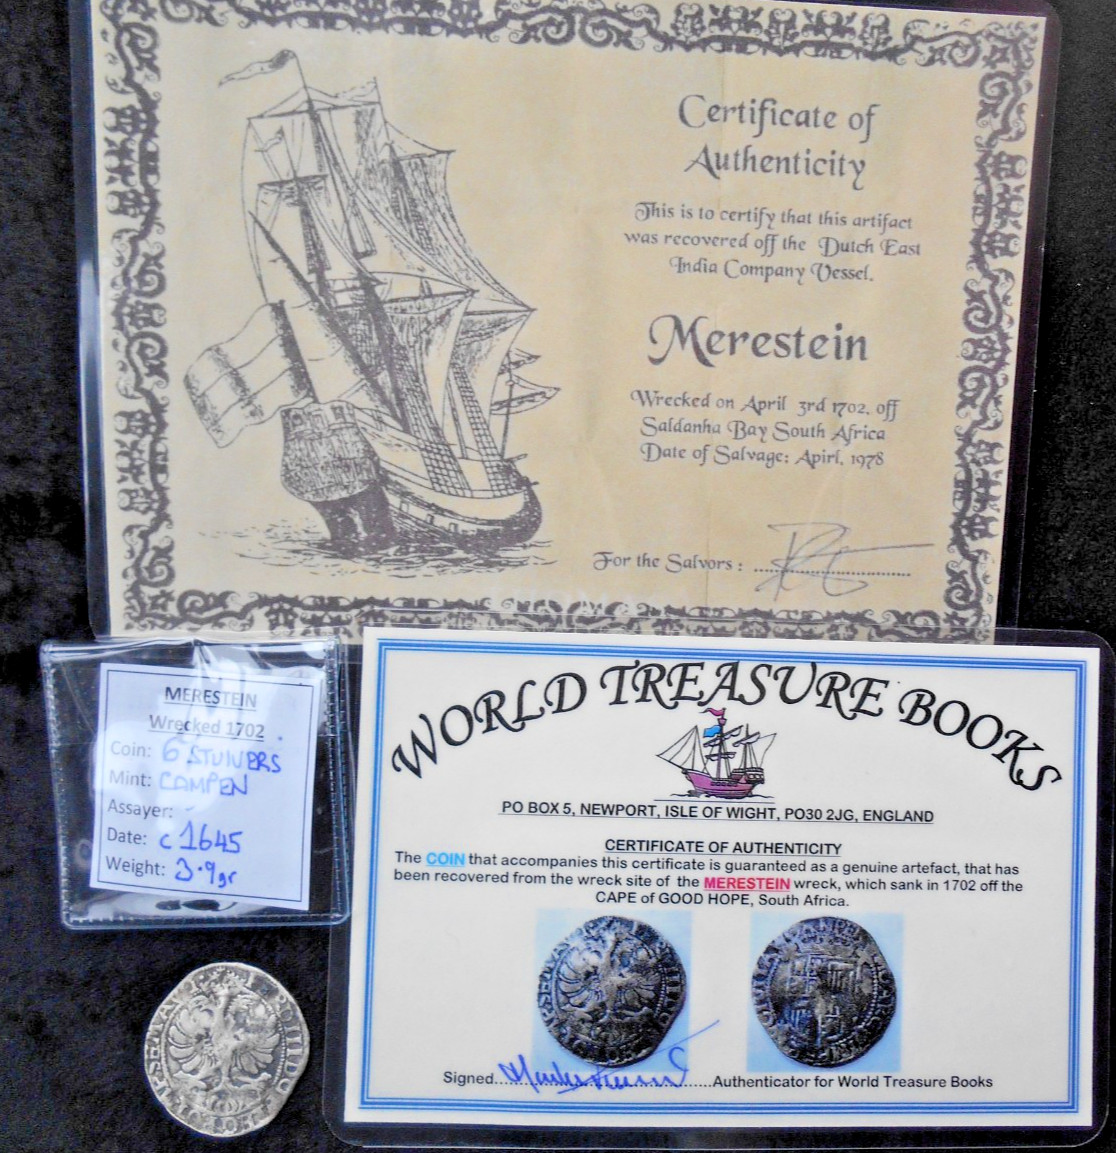 Certificate of
Authenticity
This is to certify that this artifact
was recovered off the Dutch East
India Company Vessel.
Merestein
Wrecked on April 3rd 1702, off
Saldanha Bay South Africa
Date of Salvage: Apirl, 1978
For the Salvors :
MERESTEIN
Wrecked 1702
Coin: 6 STUIVERS
Mint: CAMPEN
Assayer: -
Date: c 1645
Weight: 3.9gr
WORLD TREASURE BOOKS
PO BOX 5, NEWPORT, ISLE OF WIGHT, PO30 2JG, ENGLAND
CERTIFICATE OF AUTHENTICITY
The COIN that accompanies this certificate is guaranteed as a genuine artefact, that has
been recovered from the wreck site of the MERESTEIN wreck, which sank in 1702 off the
CAPE of GOOD HOPE, South Africa.
Signed..................Authenticator for World Treasure Books